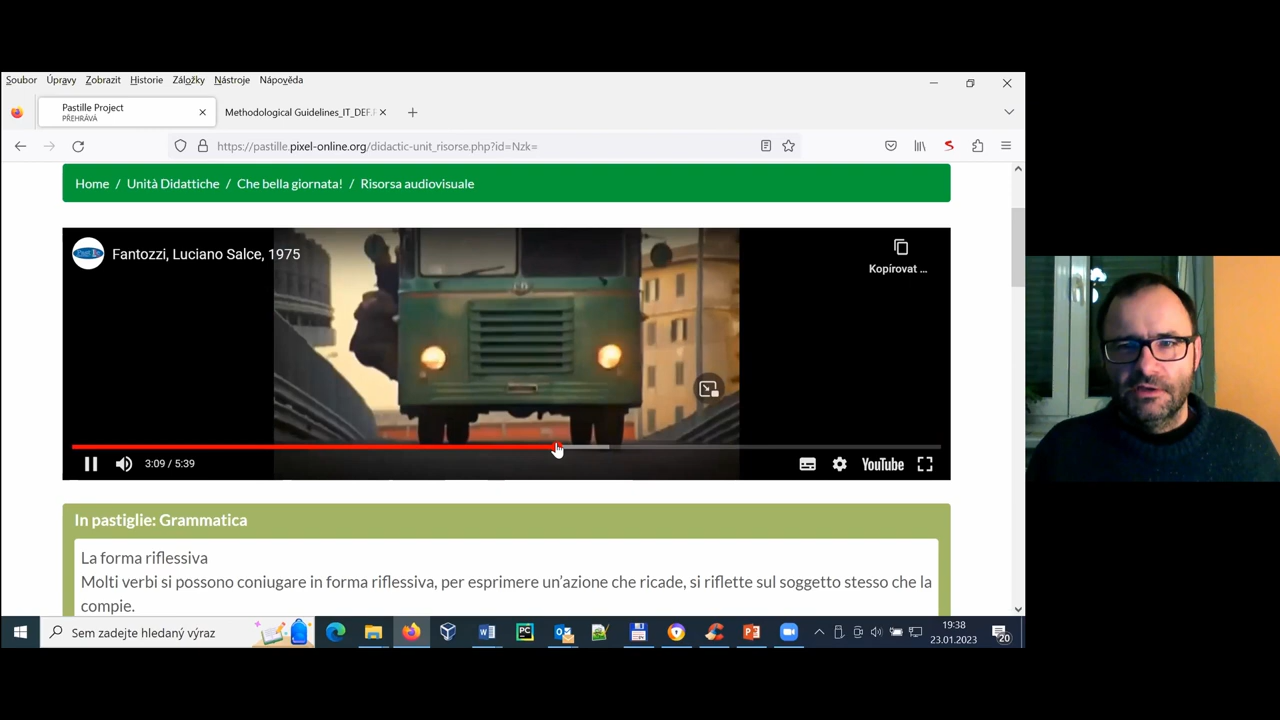 Soubor Úpravy Zobrazit Historie Záložky Nástroje Nápověda
Pastille Project
PŘEHRÁVÁ
Methodological Guidelines_IT_DEF.
https://pastille.pixel-online.org/didactic-unit_risorse.php?id=Nzk=
Home / Unità Didattiche / Che bella giornata! / Risorsa audiovisuale
Fantozzi, Luciano Salce, 1975
Kopírovat ...
3:09 / 5:39
YouTube
In pastiglie: Grammatica
La forma riflessiva
Molti verbi si possono coniugare in forma riflessiva, per esprimere un'azione che ricade, si riflette sul soggetto stesso che la
compie.
Sem zadejte hledaný výraz
19:38
23.01.2023
20